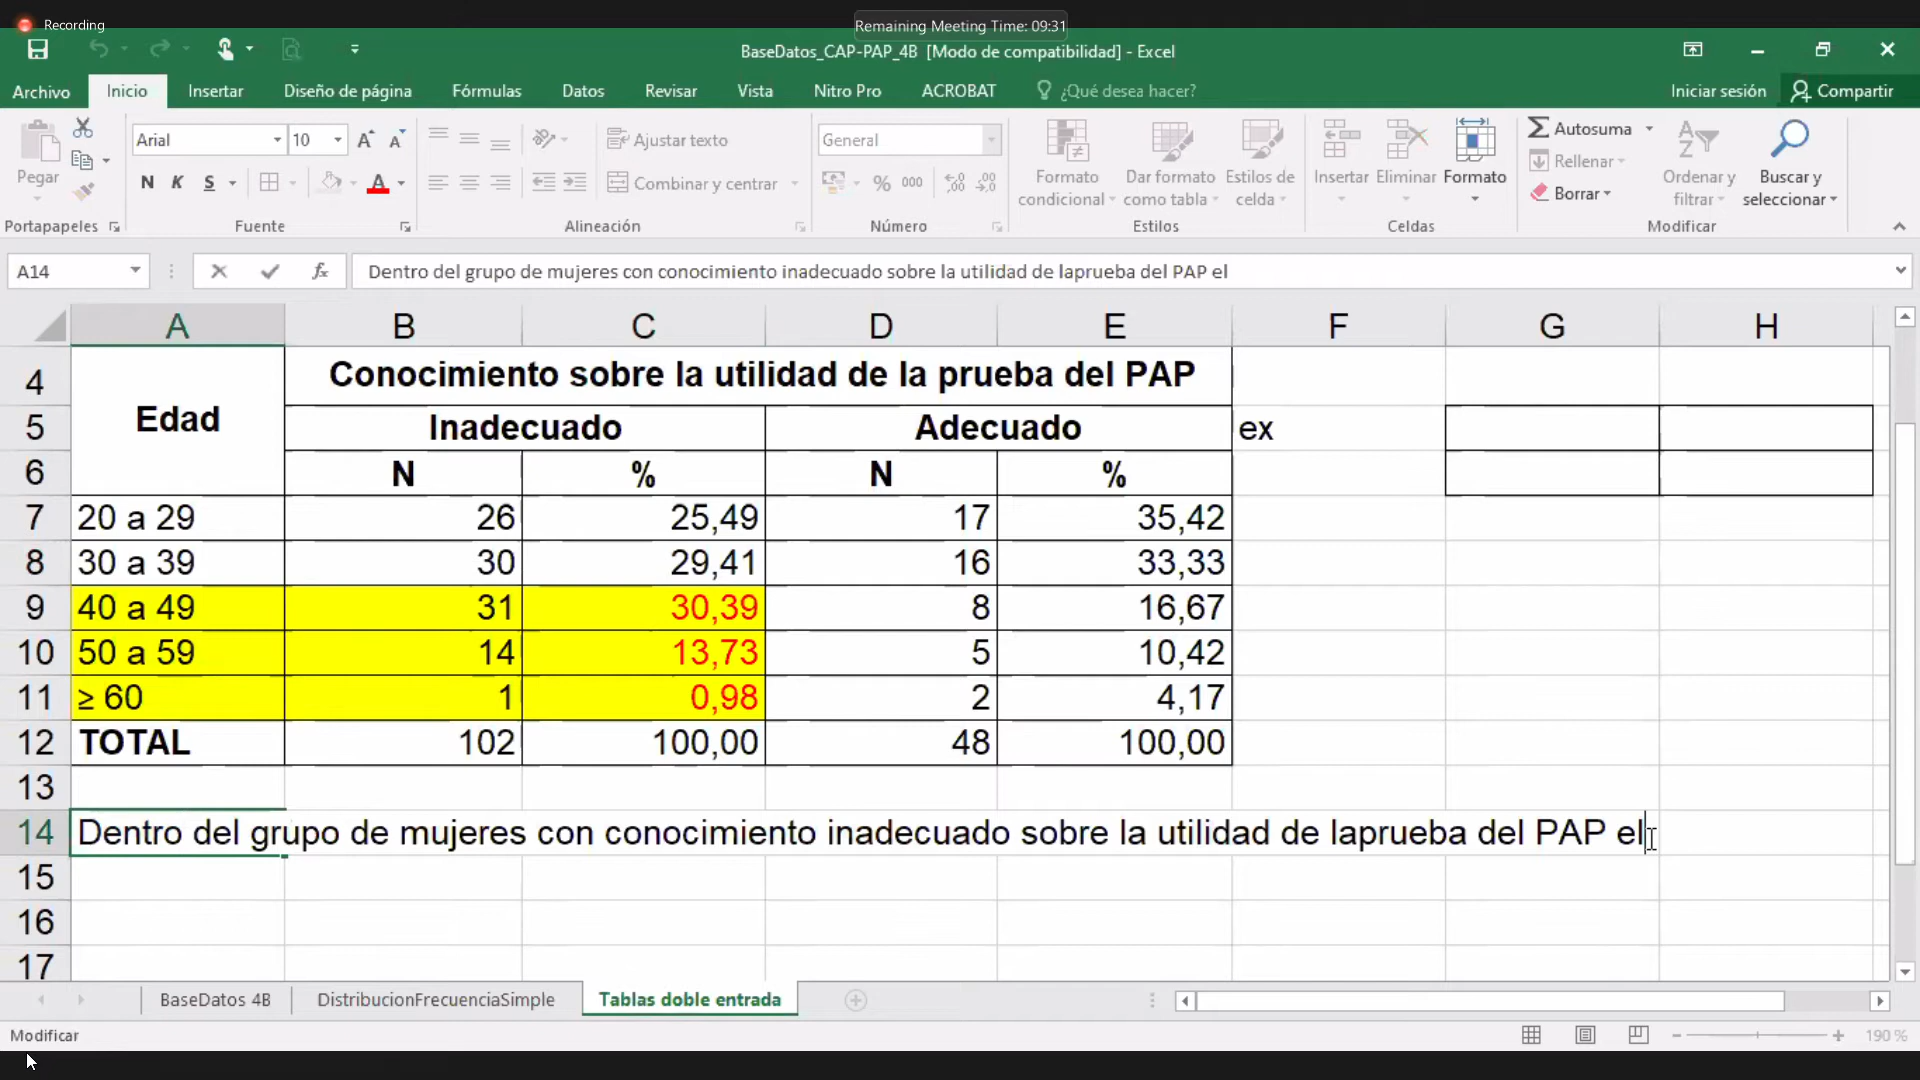 Recording
Remaining Meeting Time: 09:31
BaseDatos_CAP-PAP_4B [Modo de compatibilidad] - Excel
Archivo Inicio Insertar Diseño de página Fórmulas Datos Revisar Vista Nitro Pro ACROBAT ¿Qué desea hacer? Iniciar sesión Compartir
Pegar
Arial 10
N K S
Ajustar texto
Combinar y centrar
General
% 000
Formato condicional
Dar formato como tabla
Estilos de celda
Insertar Eliminar Formato
Autosuma
Rellenar
Borrar
Ordenar y filtrar
Buscar y seleccionar
Portapapeles Fuente Alineación Número Estilos Celdas Modificar
A14 fx Dentro del grupo de mujeres con conocimiento inadecuado sobre la utilidad de laprueba del PAP el
A B C D E F G H
4 Edad Conocimiento sobre la utilidad de la prueba del PAP
5 Inadecuado Adecuado ex
6 N % N %
7 20 a 29 26 25,49 17 35,42
8 30 a 39 30 29,41 16 33,33
9 40 a 49 31 30,39 8 16,67
10 50 a 59 14 13,73 5 10,42
11 ≥ 60 1 0,98 2 4,17
12 TOTAL 102 100,00 48 100,00
13
14 Dentro del grupo de mujeres con conocimiento inadecuado sobre la utilidad de laprueba del PAP el
15
16
17
BaseDatos 4B DistribucionFrecuenciaSimple Tablas doble entrada
Modificar 190 %